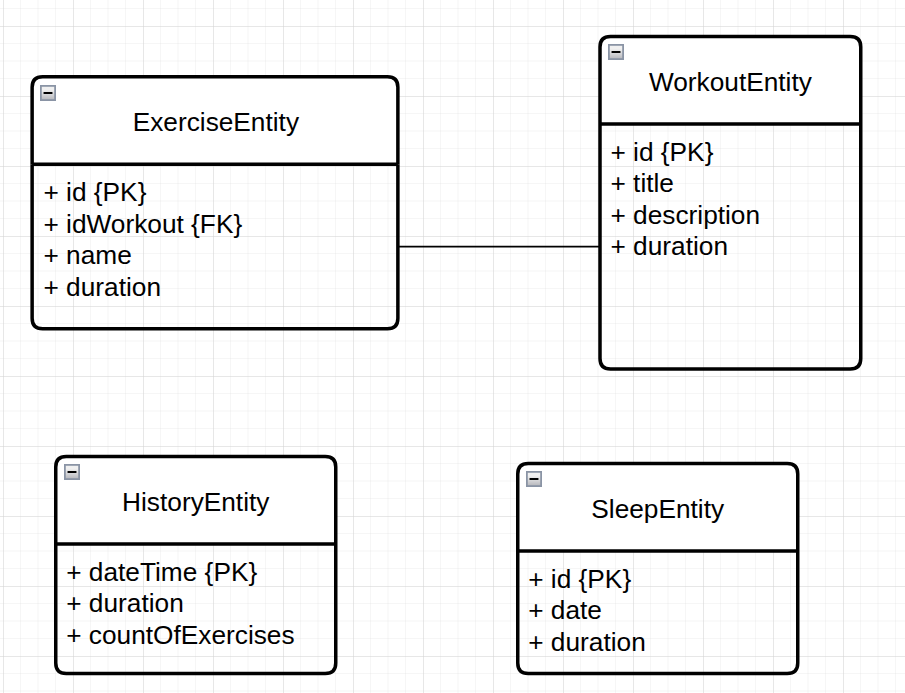 ExerciseEntity
+ id {PK}
+ idWorkout {FK}
+ name
+ duration
WorkoutEntity
+ id {PK}
+ title
+ description
+ duration
HistoryEntity
+ dateTime {PK}
+ duration
+ countOfExercises
SleepEntity
+ id {PK}
+ date
+ duration